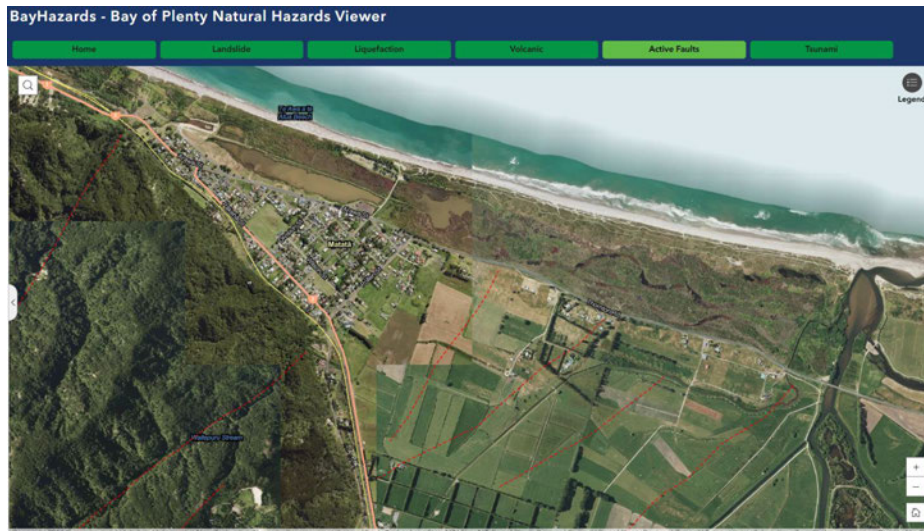 BayHazards - Bay of Plenty Natural Hazards Viewer
Home
Landslide
Liquefaction
Volcanic
Active Faults
Tsunami
Legend
Matatā
Waitepuru Stream